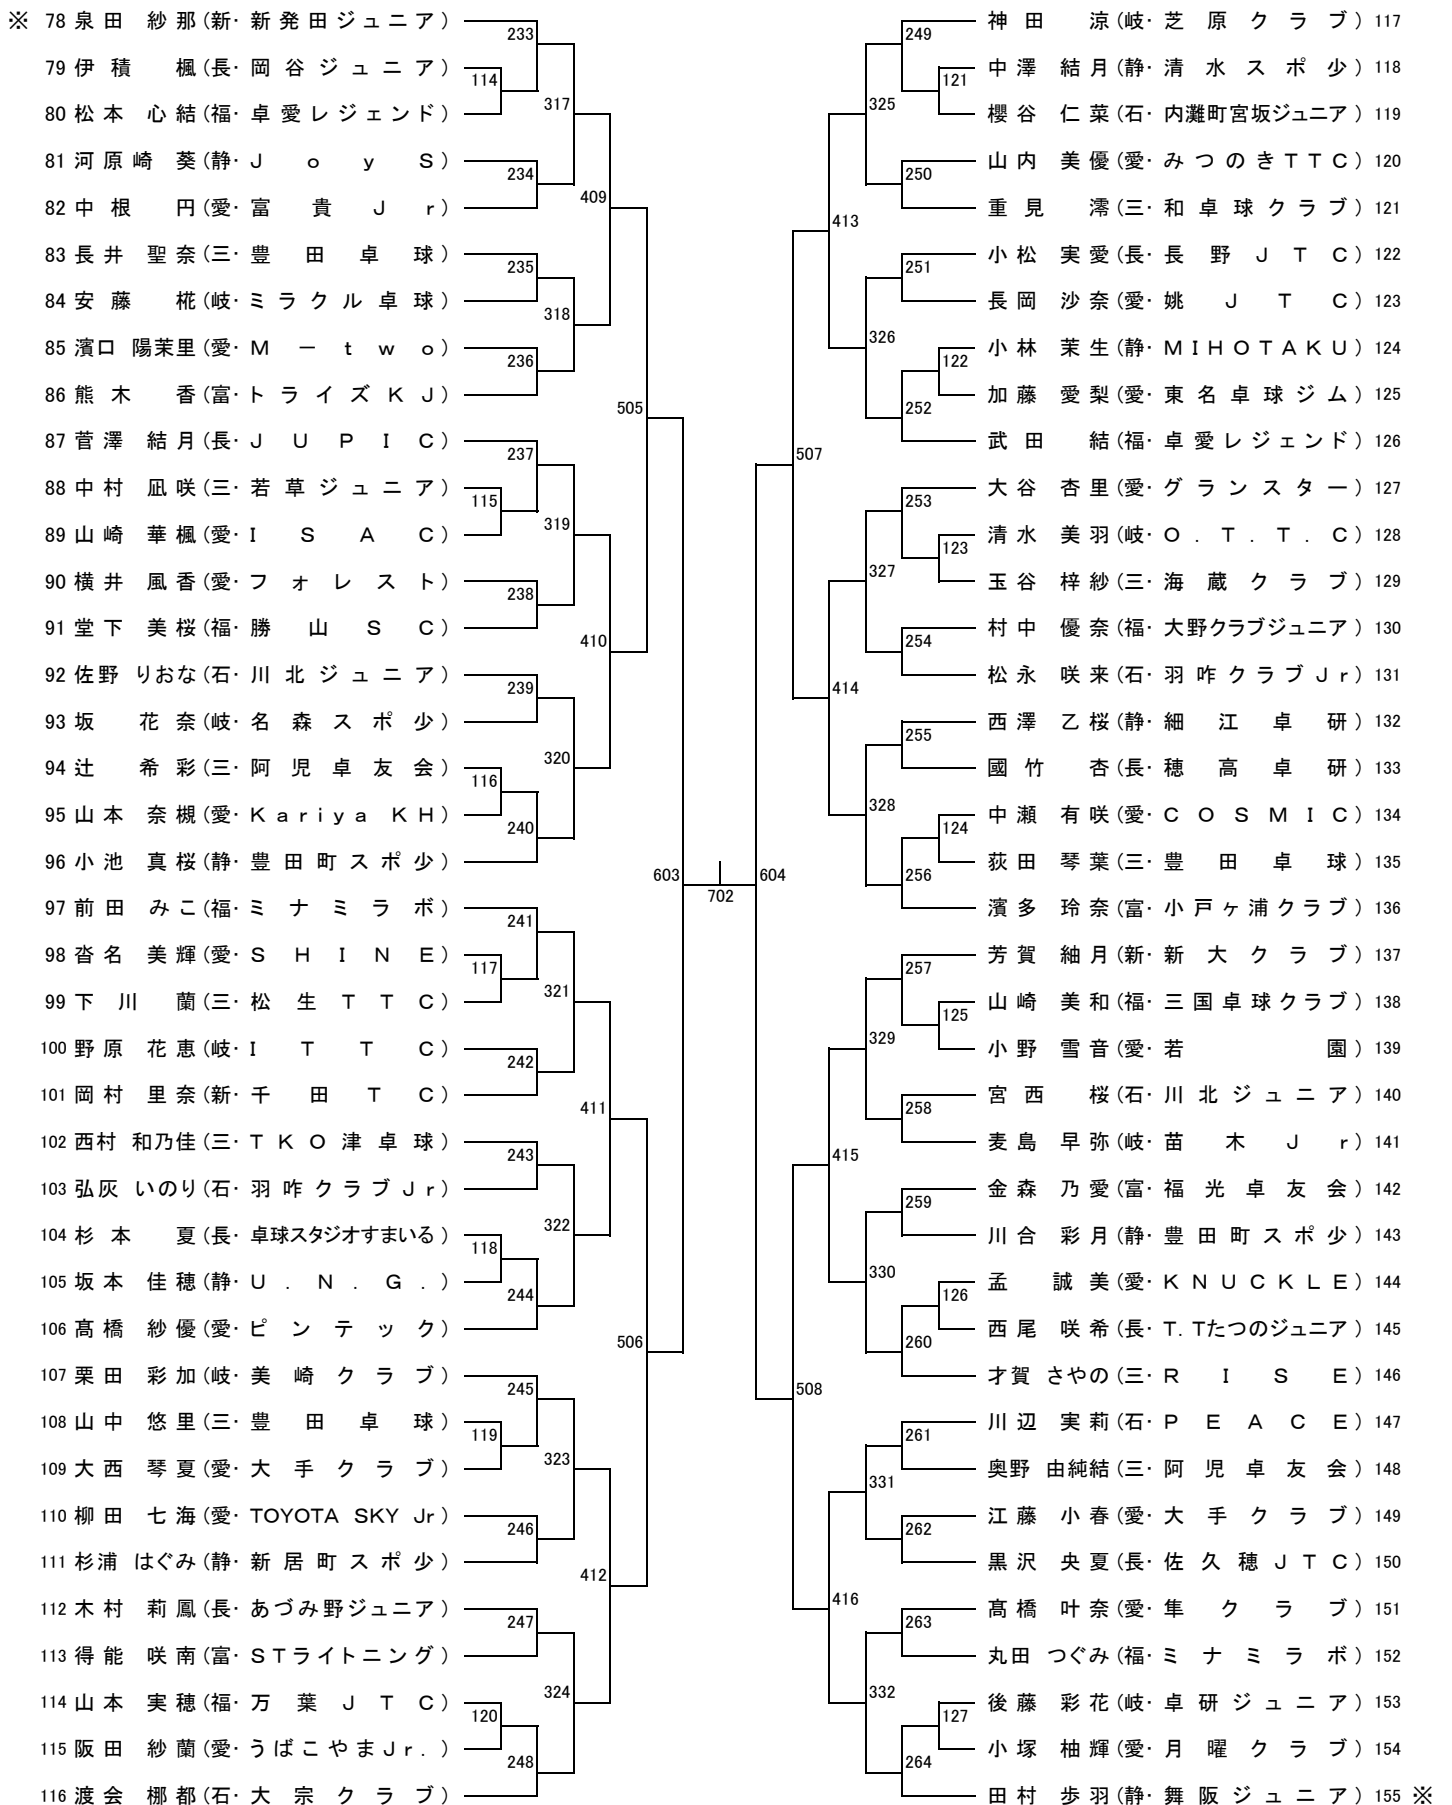 ※ 78 泉田 紗那 (新・新発田ジュニア)
79 伊積 楓 (長・岡谷ジュニア)
80 松本 心結 (福・卓愛レジェンド)
81 河原崎 葵 (静・JoyS)
82 中根 円 (愛・富貴Jr)
83 長井 聖奈 (三・豊田卓球)
84 安藤 椛 (岐・ミラクル卓球)
85 濱口 陽茉里 (愛・M－two)
86 熊木 香 (富・トライズKJ)
87 菅澤 結月 (長・JUPIC)
88 中村 凪咲 (三・若草ジュニア)
89 山崎 華楓 (愛・ISAC)
90 横井 風香 (愛・フォレスト)
91 堂下 美桜 (福・勝山SC)
92 佐野 りおな (石・川北ジュニア)
93 坂 花奈 (岐・名森スポ少)
94 辻 希彩 (三・阿児卓友会)
95 山本 奈槻 (愛・Kariya KH)
96 小池 真桜 (静・豊田町スポ少)
97 前田 みこ (福・ミナミラボ)
98 沓名 美輝 (愛・SHINE)
99 下川 蘭 (三・松生TTC)
100 野原 花恵 (岐・ITTC)
101 岡村 里奈 (新・千田TC)
102 西村 和乃佳 (三・TKO津卓球)
103 弘灰 いのり (石・羽咋クラブJr)
104 杉本 夏 (長・卓球スタジオすまいる)
105 坂本 佳穂 (静・U.N.G.)
106 髙橋 紗優 (愛・ピンテック)
107 栗田 彩加 (岐・美崎クラブ)
108 山中 悠里 (三・豊田卓球)
109 大西 琴夏 (愛・大手クラブ)
110 柳田 七海 (愛・TOYOTA SKY Jr)
111 杉浦 はぐみ (静・新居町スポ少)
112 木村 莉鳳 (長・あづみ野ジュニア)
113 得能 咲南 (富・STライトニング)
114 山本 実穂 (福・万葉JTC)
115 阪田 紗蘭 (愛・うばこやまJr.)
116 渡会 梛都 (石・大宗クラブ)
114
115
116
117
118
119
120
233
234
235
236
237
238
239
240
241
242
243
244
245
246
247
248
317
318
319
320
321
322
323
324
409
410
411
412
505
506
603
702
604
507
508
413
414
415
416
325
326
327
328
329
330
331
332
249
250
251
252
253
254
255
256
257
258
259
260
261
262
263
264
121
122
123
124
125
126
127
神田 涼 (岐・芝原クラブ) 117
中澤 結月 (静・清水スポ少) 118
櫻谷 仁菜 (石・内灘町宮坂ジュニア) 119
山内 美優 (愛・みつのきTTC) 120
重見 澪 (三・和卓球クラブ) 121
小松 実愛 (長・長野JTC) 122
長岡 沙奈 (愛・姚JTC) 123
小林 茉生 (静・MIHOTAKU) 124
加藤 愛梨 (愛・東名卓球ジム) 125
武田 結 (福・卓愛レジェンド) 126
大谷 杏里 (愛・グランスター) 127
清水 美羽 (岐・O.T.T.C) 128
玉谷 梓紗 (三・海蔵クラブ) 129
村中 優奈 (福・大野クラブジュニア) 130
松永 咲来 (石・羽咋クラブJr) 131
西澤 乙桜 (静・細江卓研) 132
國竹 杏 (長・穂高卓研) 133
中瀬 有咲 (愛・COSMIC) 134
荻田 琴葉 (三・豊田卓球) 135
濱多 玲奈 (富・小戸ヶ浦クラブ) 136
芳賀 紬月 (新・新大クラブ) 137
山崎 美和 (福・三国卓球クラブ) 138
小野 雪音 (愛・若園) 139
宮西 桜 (石・川北ジュニア) 140
麦島 早弥 (岐・苗木Jr) 141
金森 乃愛 (富・福光卓友会) 142
川合 彩月 (静・豊田町スポ少) 143
孟 誠美 (愛・KNUCKLE) 144
西尾 咲希 (長・T.Tたつのジュニア) 145
才賀 さやの (三・RISE) 146
川辺 実莉 (石・PEACE) 147
奥野 由純結 (三・阿児卓友会) 148
江藤 小春 (愛・大手クラブ) 149
黒沢 央夏 (長・佐久穂JTC) 150
髙橋 叶奈 (愛・隼クラブ) 151
丸田 つぐみ (福・ミナミラボ) 152
後藤 彩花 (岐・卓研ジュニア) 153
小塚 柚輝 (愛・月曜クラブ) 154
田村 歩羽 (静・舞阪ジュニア) 155 ※